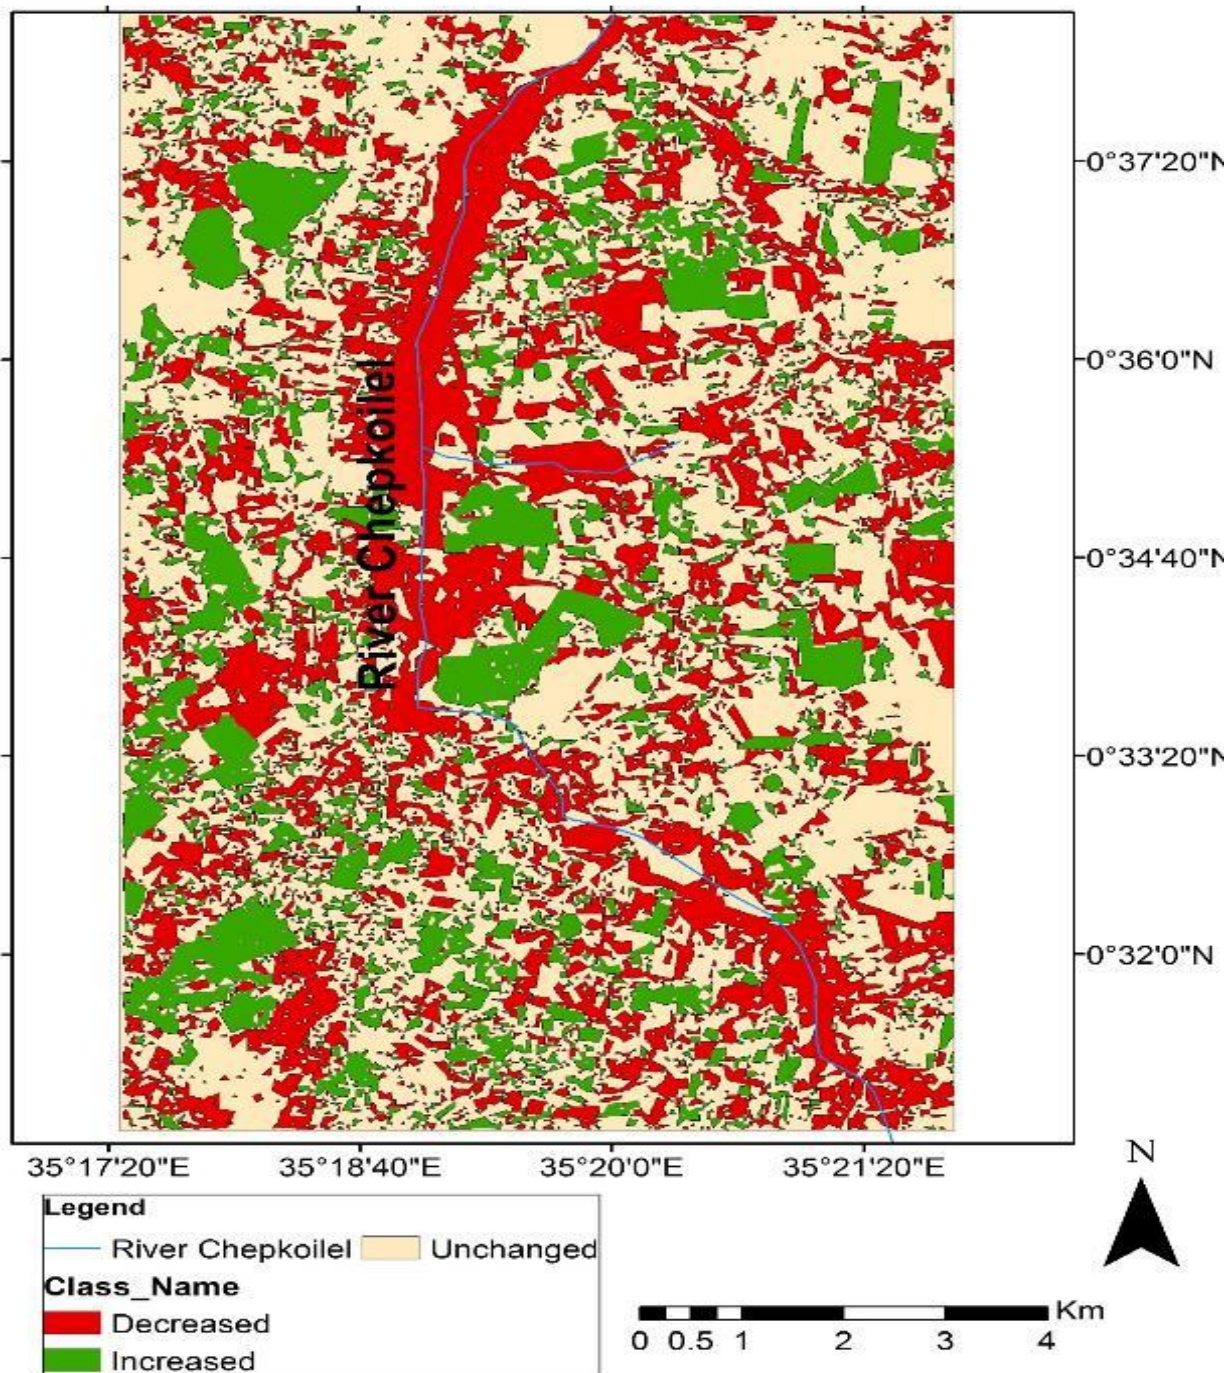 0°37'20"N
0°36'0"N
River Chepkoilel
0°34'40"N
0°33'20"N
0°32'0"N
35°17'20"E 35°18'40"E 35°20'0"E 35°21'20"E
N
Legend
River Chepkoilel Unchanged
Class_Name
Decreased
Increased
Km
0 0.5 1 2 3 4